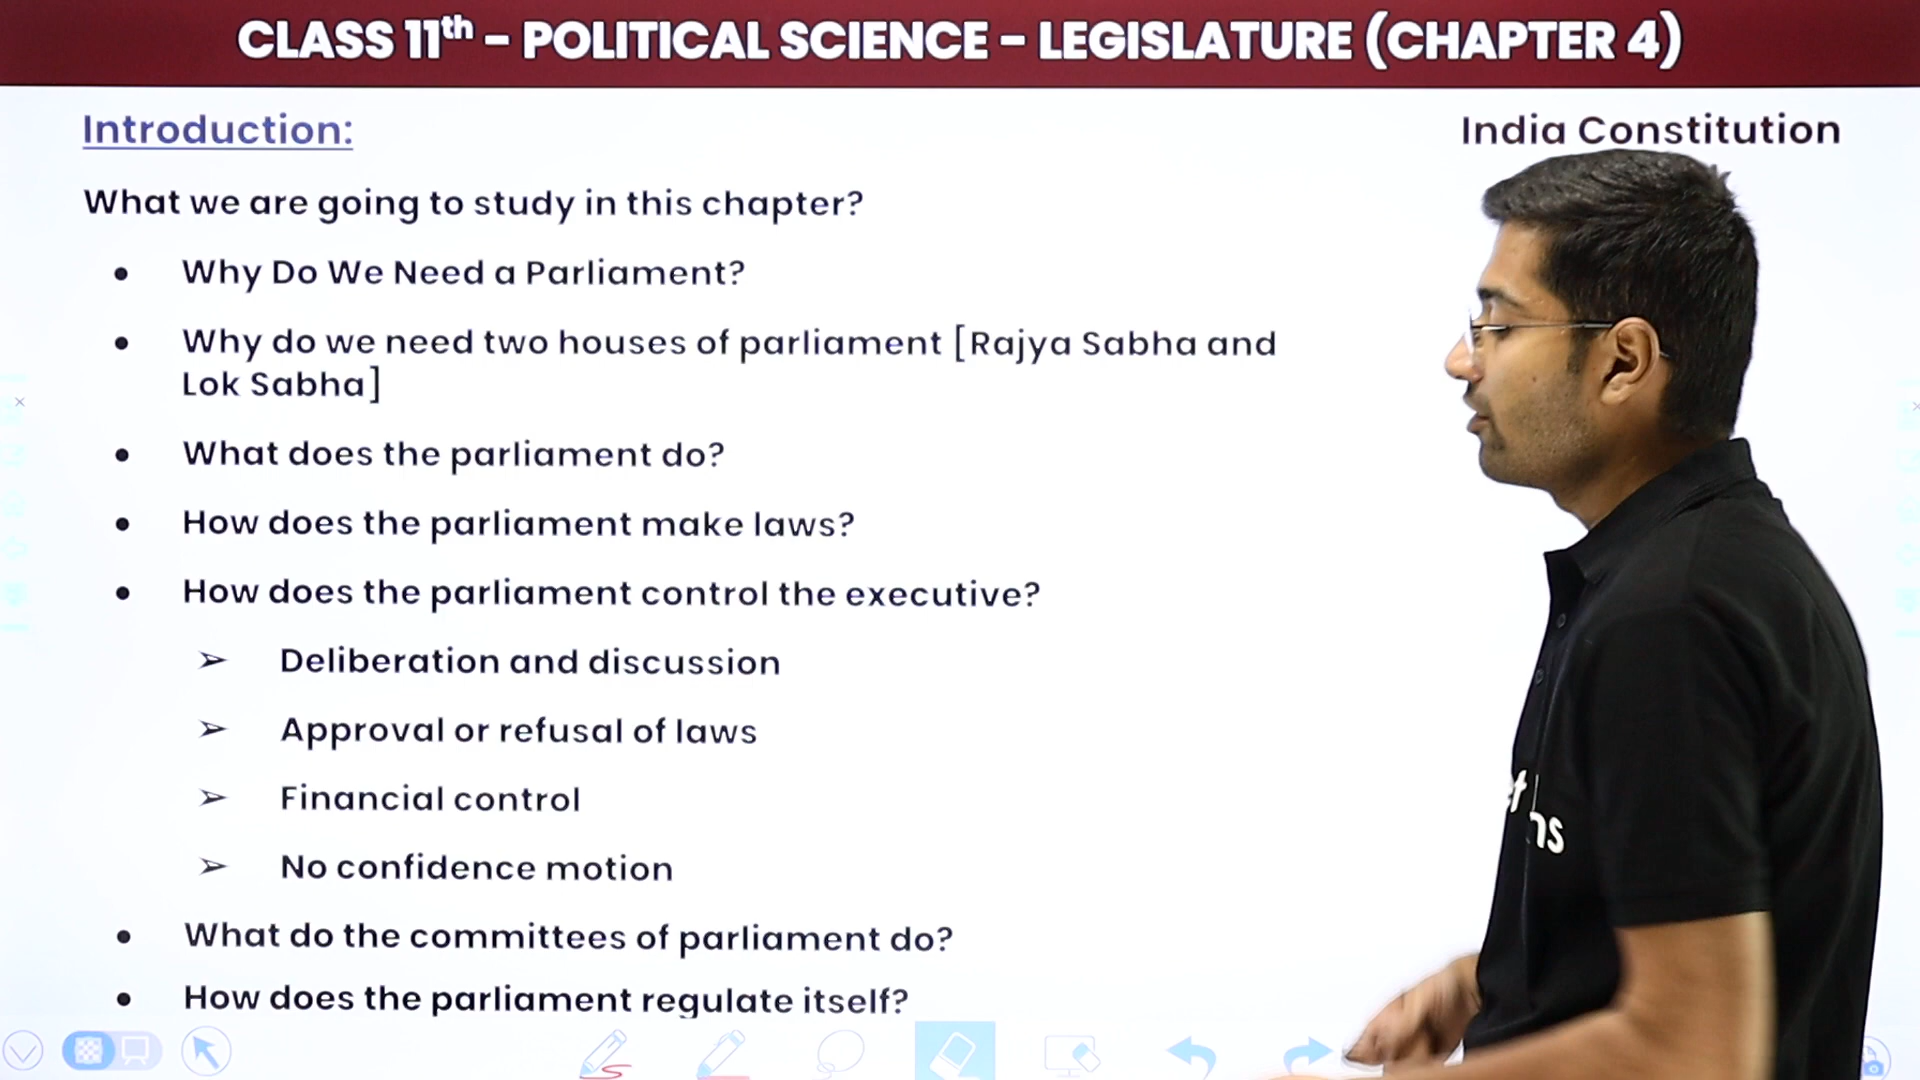 CLASS 11th - POLITICAL SCIENCE - LEGISLATURE (CHAPTER 4)
Introduction:
India Constitution
What we are going to study in this chapter?
• Why Do We Need a Parliament?
• Why do we need two houses of parliament [Rajya Sabha and
Lok Sabha]
• What does the parliament do?
• How does the parliament make laws?
• How does the parliament control the executive?
➢ Deliberation and discussion
➢ Approval or refusal of laws
➢ Financial control
➢ No confidence motion
• What do the committees of parliament do?
• How does the parliament regulate itself?